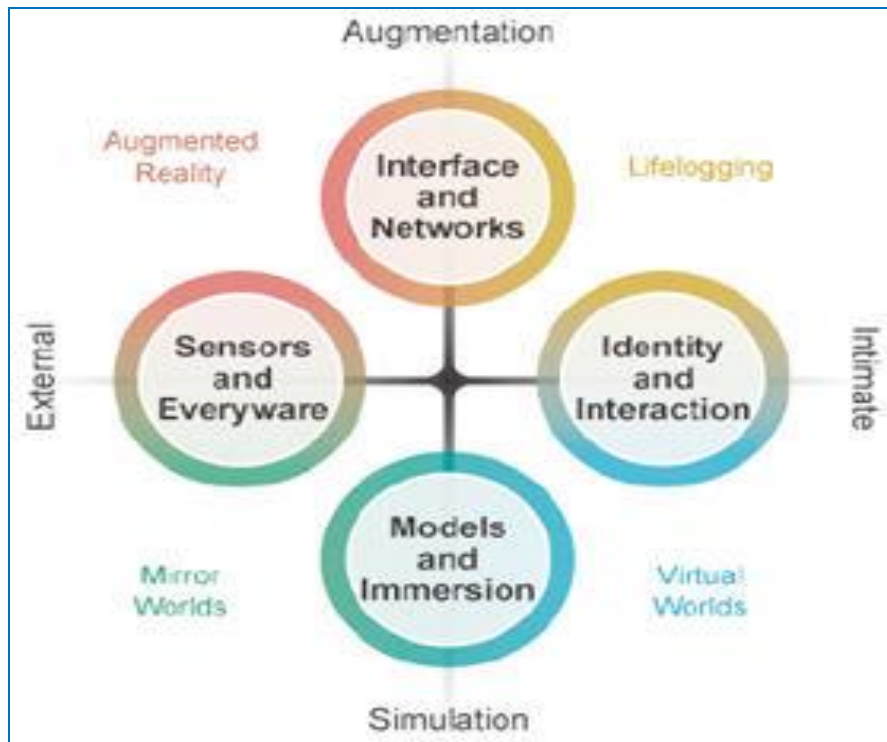 Augmentation
Augmented
Reality
Interface
and
Networks
Lifelogging
External
Sensors
and
Everyware
Identity
and
Interaction
Intimate
Models
and
Immersion
Mirror
Worlds
Virtual
Worlds
Simulation